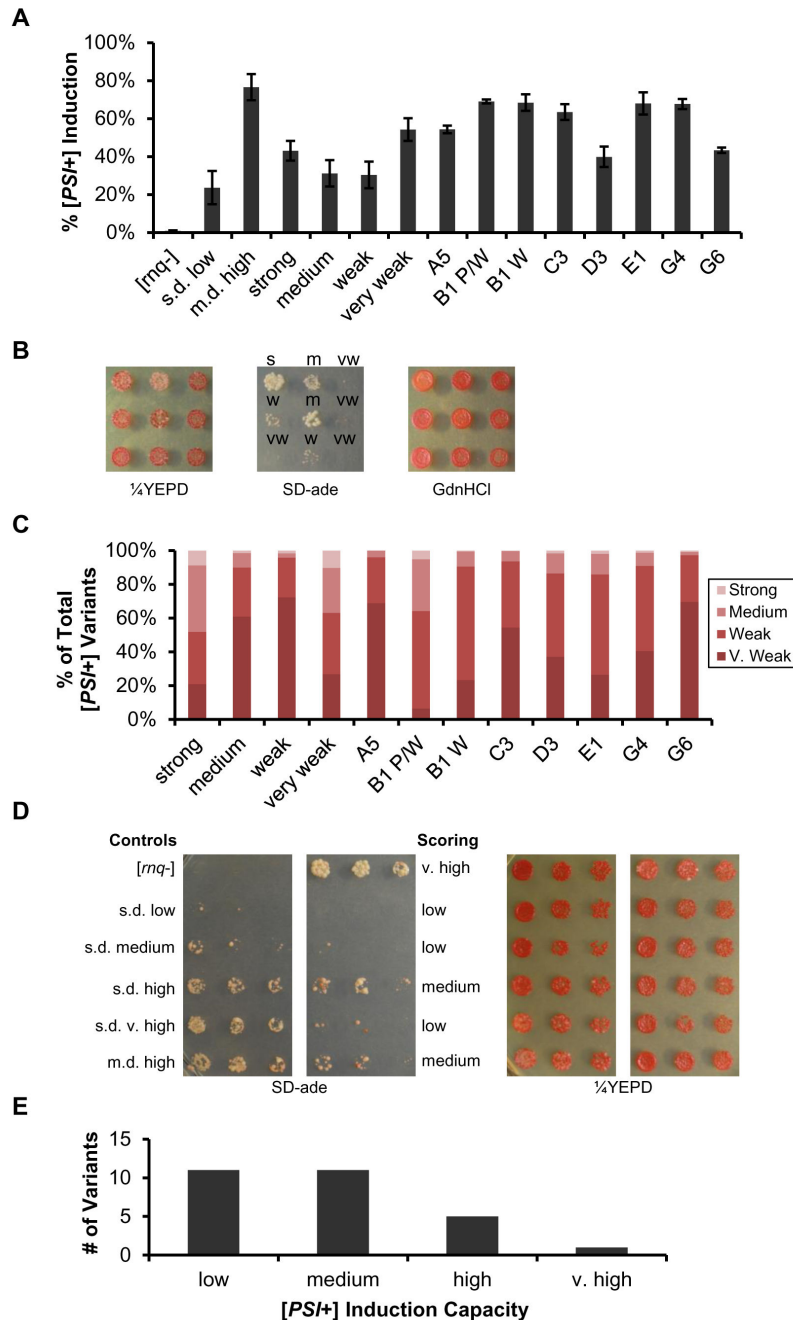 A
% [PSI+] Induction
100%
80%
60%
40%
20%
0%
[rnq-]
s.d. low
m.d. high
strong
medium
weak
very weak
A5
B1 P/W
B1 W
C3
D3
E1
G4
G6
B
s m vw
w m vw
vw w vw
¼YEPD SD-ade GdnHCl
C
% of Total
[PSI+] Variants
100%
80%
60%
40%
20%
0%
Strong
Medium
Weak
V. Weak
strong
medium
weak
very weak
A5
B1 P/W
B1 W
C3
D3
E1
G4
G6
D
Controls Scoring
[rnq-] v. high
s.d. low low
s.d. medium low
s.d. high medium
s.d. v. high low
m.d. high medium
SD-ade ¼YEPD
E
# of Variants
15
10
5
0
low medium high v. high
[PSI+] Induction Capacity